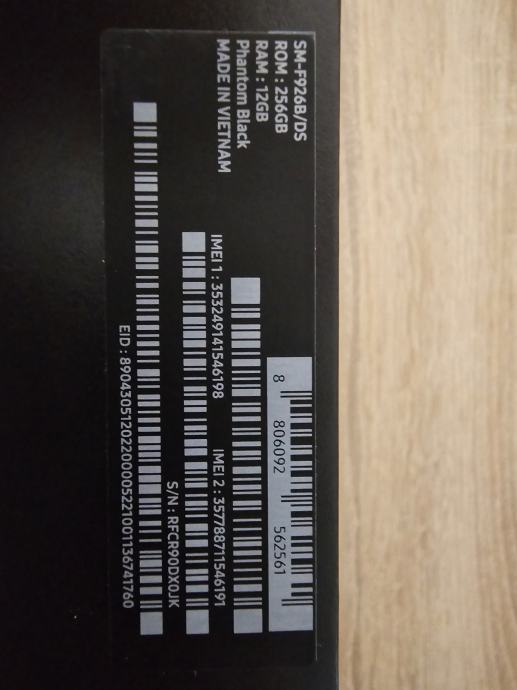 SM-F926B/DS
ROM : 256GB
RAM : 12GB
Phantom Black
MADE IN VIETNAM
8 806092 562561
IMEI 1 : 353249141546198
IMEI 2 : 357788711546191
S/N : RFCR90DX0JK
EID : 89043051202200005221001136741760